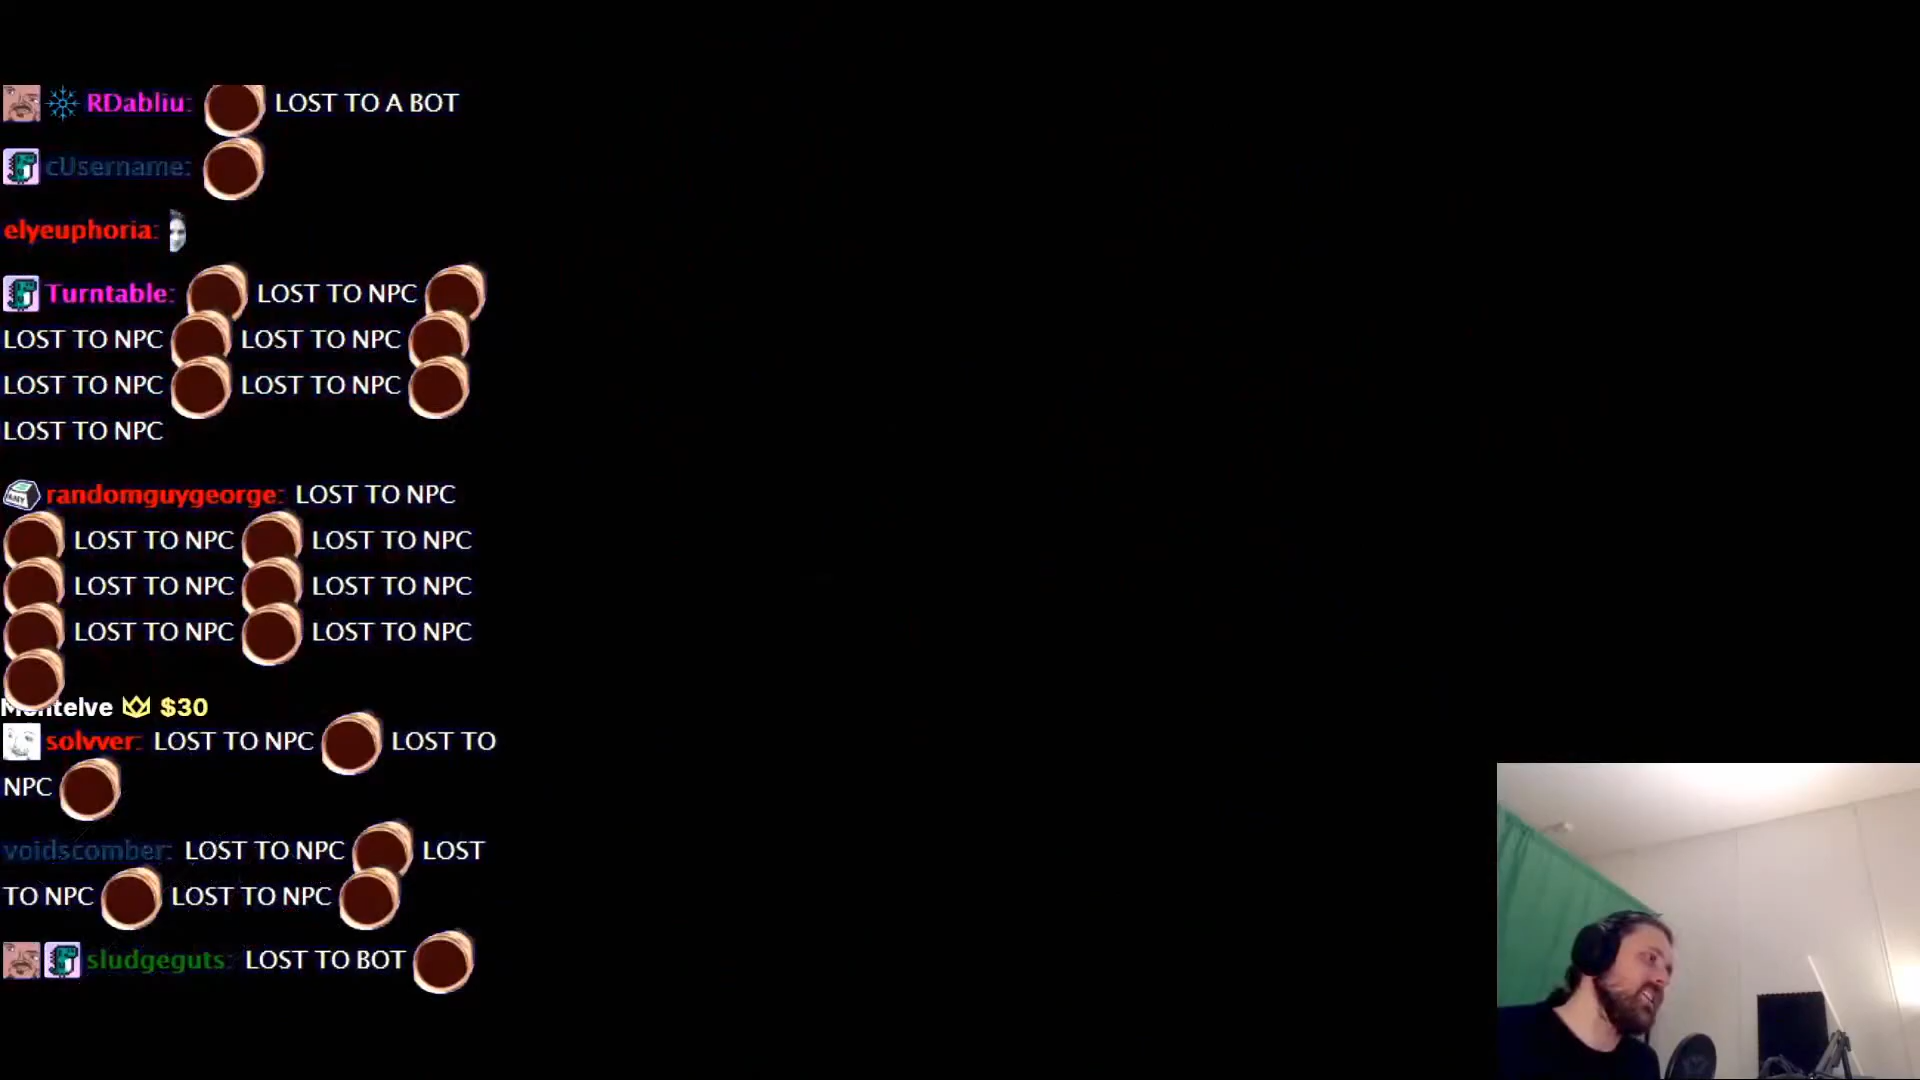 RDabliu: LOST TO A BOT
cUsername:
elyeuphoria:
Turntable: LOST TO NPC
LOST TO NPC LOST TO NPC
LOST TO NPC LOST TO NPC
LOST TO NPC
randomguygeorge: LOST TO NPC
LOST TO NPC LOST TO NPC
LOST TO NPC LOST TO NPC
LOST TO NPC LOST TO NPC
$30
solvver: LOST TO NPC LOST TO
NPC
voidscomber: LOST TO NPC LOST
TO NPC LOST TO NPC
sludgeguts: LOST TO BOT